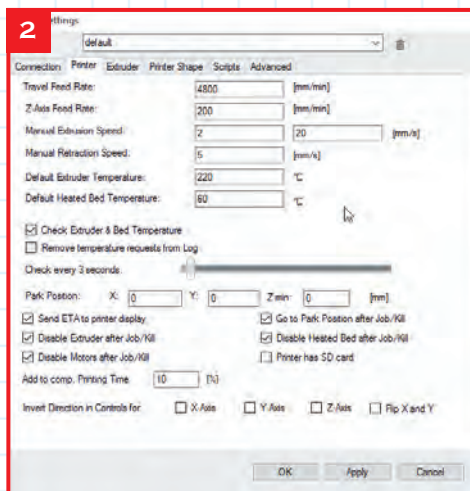 2
ettings
default
Connection Printer Extruder Printer Shape Scripts Advanced
Travel Feed Rate: 4800 [mm/min]
Z-Axis Feed Rate: 200 [mm/min]
Manual Extrusion Speed: 2 20 [mm/s]
Manual Retraction Speed: 5 [mm/s]
Default Extruder Temperature: 220 °C
Default Heated Bed Temperature: 60 °C
Check Extruder & Bed Temperature
Remove temperature requests from Log
Check every 3 seconds
Park Position: X: 0 Y: 0 Z min: 0 [mm]
Send ETA to printer display Go to Park Position after Job/Kill
Disable Extruder after Job/Kill Disable Heated Bed after Job/Kill
Disable Motors after Job/Kill Printer has SD card
Add to comp. Printing Time 10 [%]
Invert Direction in Controls for X-Axis Y-Axis Z-Axis Flip X and Y
OK Apply Cancel